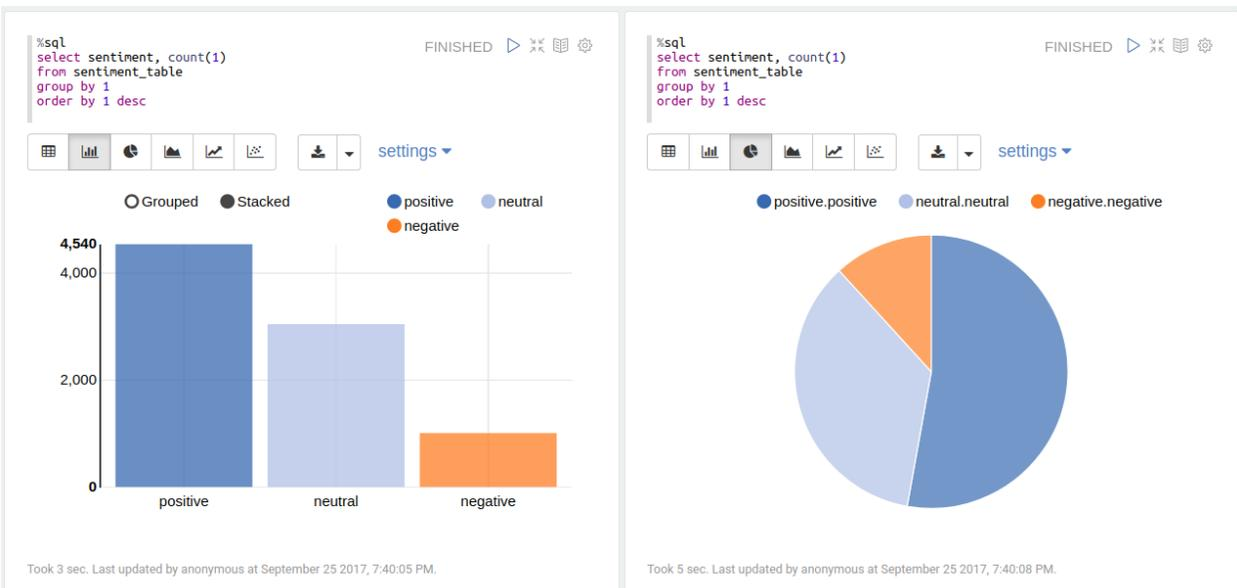 %sql
select sentiment, count(1)
from sentiment_table
group by 1
order by 1 desc
FINISHED
settings
Grouped Stacked
positive neutral
negative
4,540
4,000
2,000
0
positive neutral negative
Took 3 sec. Last updated by anonymous at September 25 2017, 7:40:05 PM.
%sql
select sentiment, count(1)
from sentiment_table
group by 1
order by 1 desc
FINISHED
settings
positive.positive neutral.neutral negative.negative
Took 5 sec. Last updated by anonymous at September 25 2017, 7:40:08 PM.